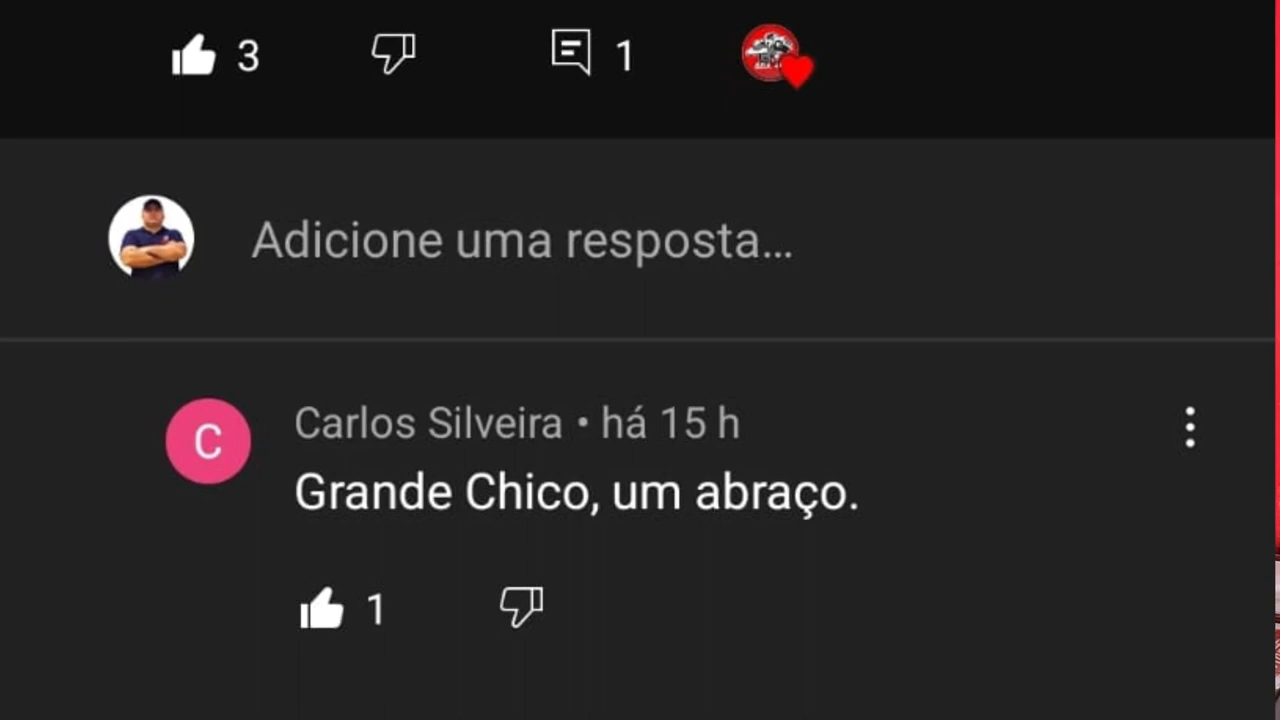 3 1
Adicione uma resposta...
C
Carlos Silveira • há 15 h
Grande Chico, um abraço.
1